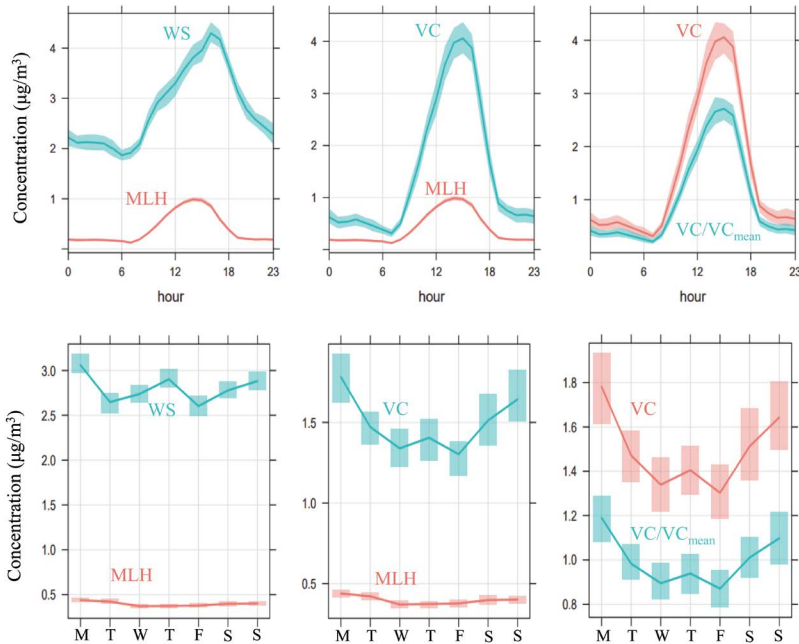 Concentration (μg/m³)
WS
MLH
4
3
2
1
0 6 12 18 23
hour
VC
MLH
4
3
2
1
0 6 12 18 23
hour
VC
VC/VCmean
4
3
2
1
0 6 12 18 23
hour
Concentration (μg/m³)
WS
MLH
3.0
2.5
2.0
1.5
1.0
0.5
M T W T F S S
VC
MLH
1.5
1.0
0.5
M T W T F S S
VC
VC/VCmean
1.8
1.6
1.4
1.2
1.0
0.8
M T W T F S S